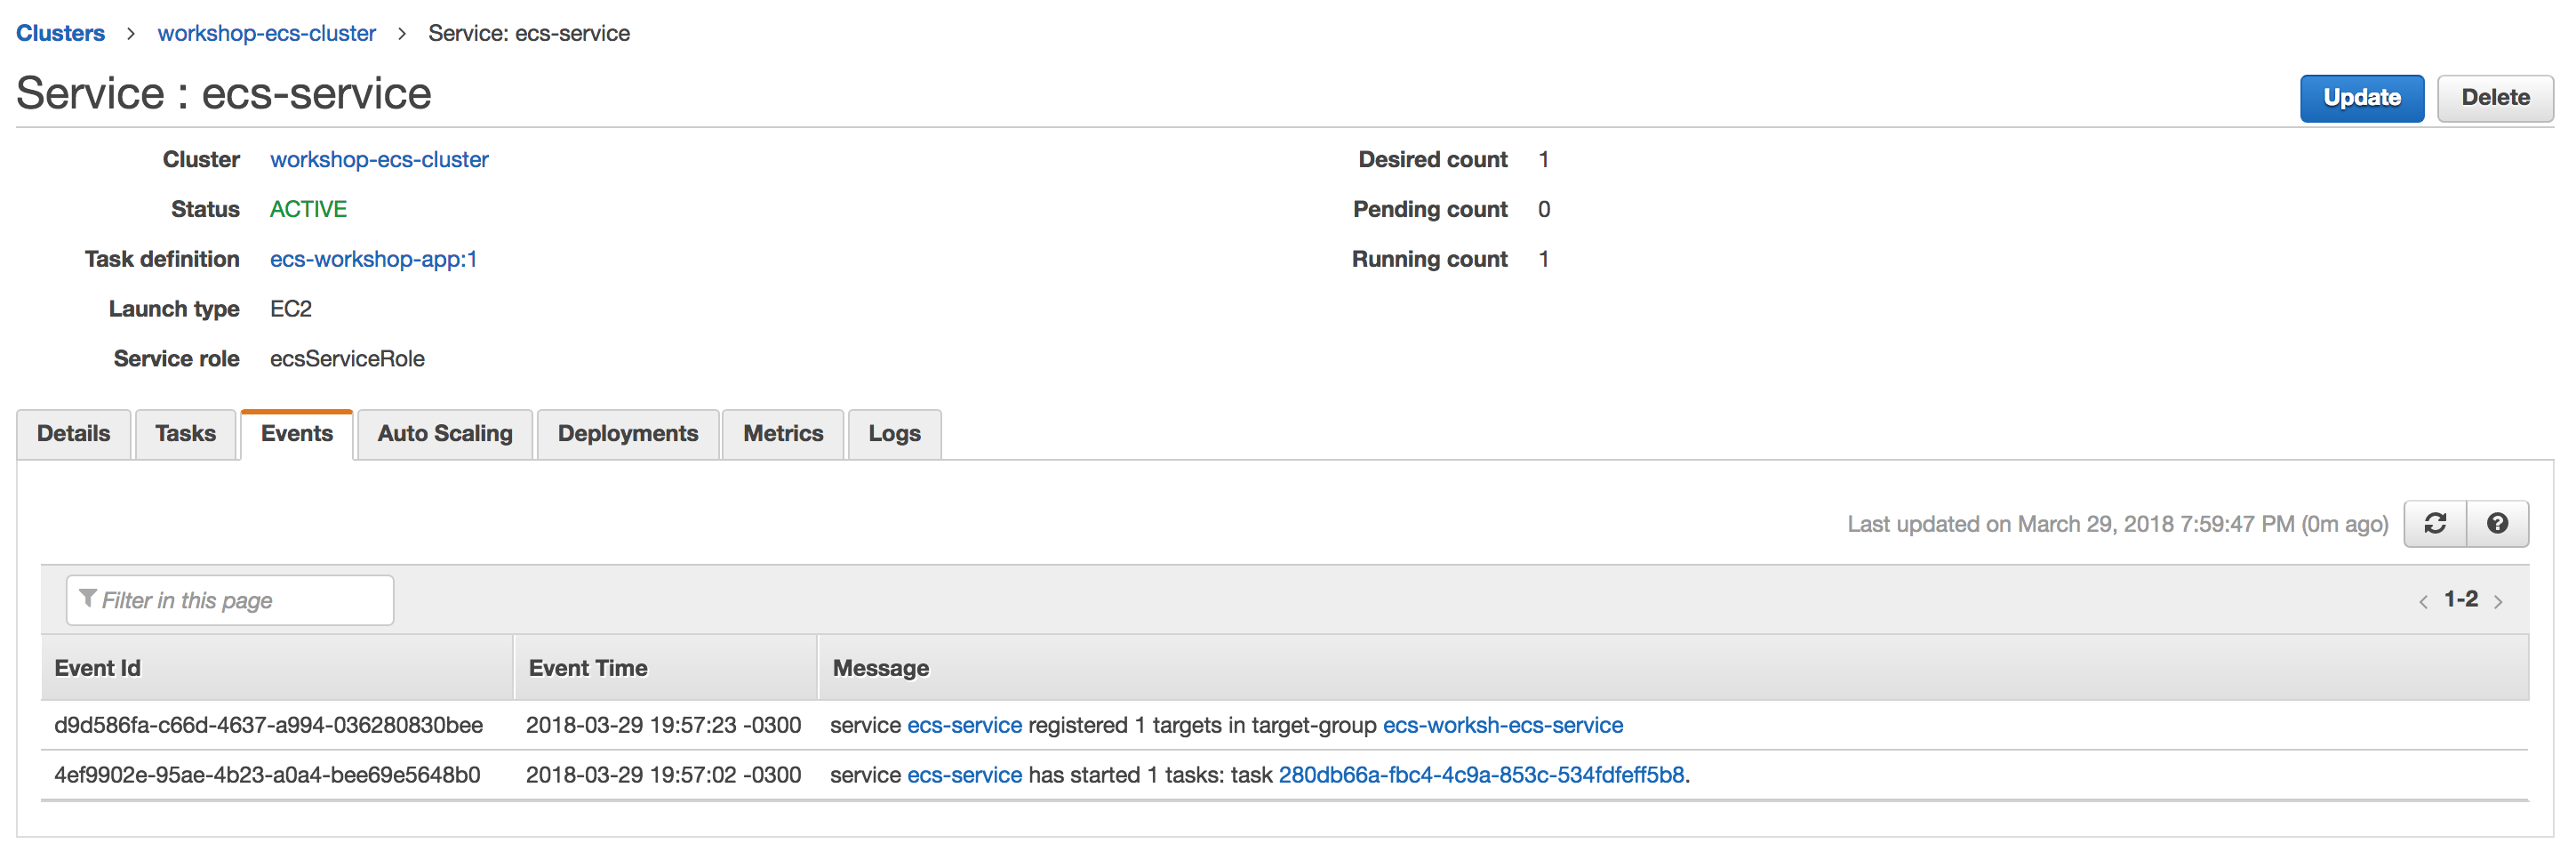 Clusters > workshop-ecs-cluster > Service: ecs-service
Service : ecs-service
Update Delete
Cluster workshop-ecs-cluster
Status ACTIVE
Task definition ecs-workshop-app:1
Launch type EC2
Service role ecsServiceRole
Desired count 1
Pending count 0
Running count 1
Details Tasks Events Auto Scaling Deployments Metrics Logs
Last updated on March 29, 2018 7:59:47 PM (0m ago)
Filter in this page
< 1-2 >
Event Id Event Time Message
d9d586fa-c66d-4637-a994-036280830bee 2018-03-29 19:57:23 -0300 service ecs-service registered 1 targets in target-group ecs-worksh-ecs-service
4ef9902e-95ae-4b23-a0a4-bee69e5648b0 2018-03-29 19:57:02 -0300 service ecs-service has started 1 tasks: task 280db66a-fbc4-4c9a-853c-534fdfeff5b8.